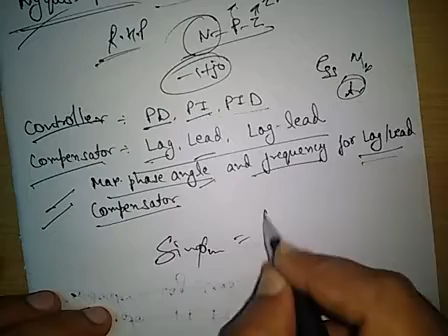 R.H.P N = P - Z
-1+j0
ess Mp
Controller :- PD, PI, PID
Compensator :- Lag, Lead, Lag-lead
Max phase angle and frequency for Lag/Lead
Compensator
Sinφm =